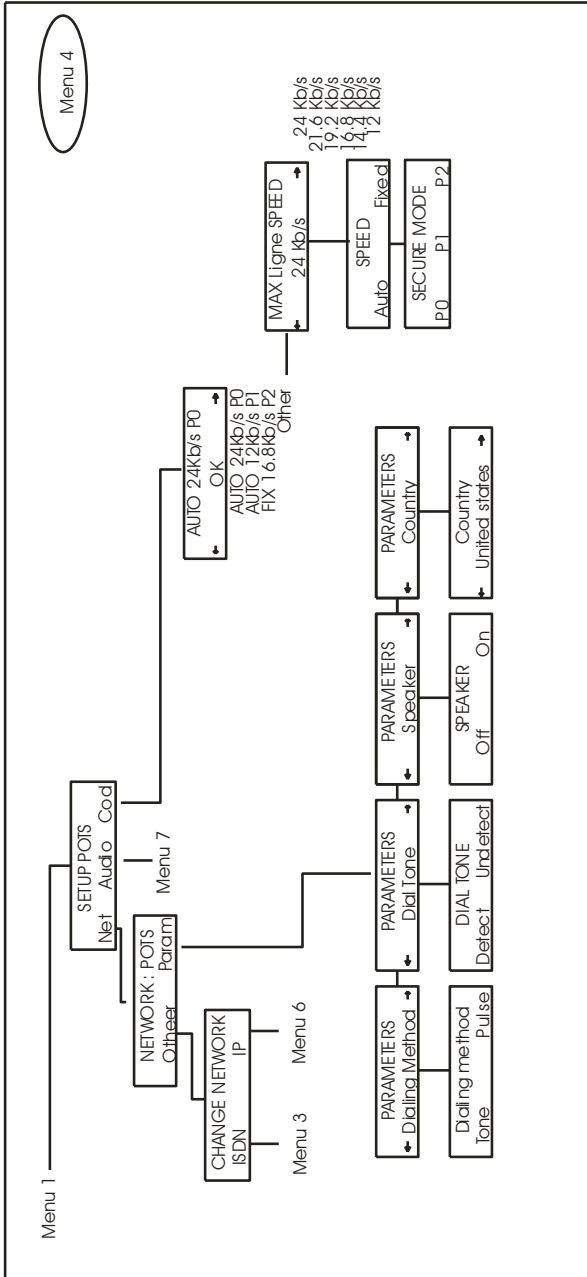 Menu 4
Menu 1
SETUP POTS
Net Audio Cod
Menu 7
NETWORK : POTS
Otheer Param
CHANGE NETWORK
ISDN IP
Menu 3
Menu 6
AUTO 24Kb/s P0
OK
AUTO 24Kb/s P0
AUTO 12Kb/s P1
FIX 16.8Kb/s P2
Other
MAX Ligne SPEED
24 Kb/s
24 Kb/s
21.6 Kb/s
19.2 Kb/s
16.8 Kb/s
14.4 Kb/s
12 Kb/s
SPEED
Auto Fixed
SECURE MODE
P0 P1 P2
PARAMETERS
Dialing Method
Dialing method
Tone Pulse
PARAMETERS
Dial Tone
DIAL TONE
Detect Undetect
PARAMETERS
Speaker
SPEAKER
Off On
PARAMETERS
Country
Country
United states